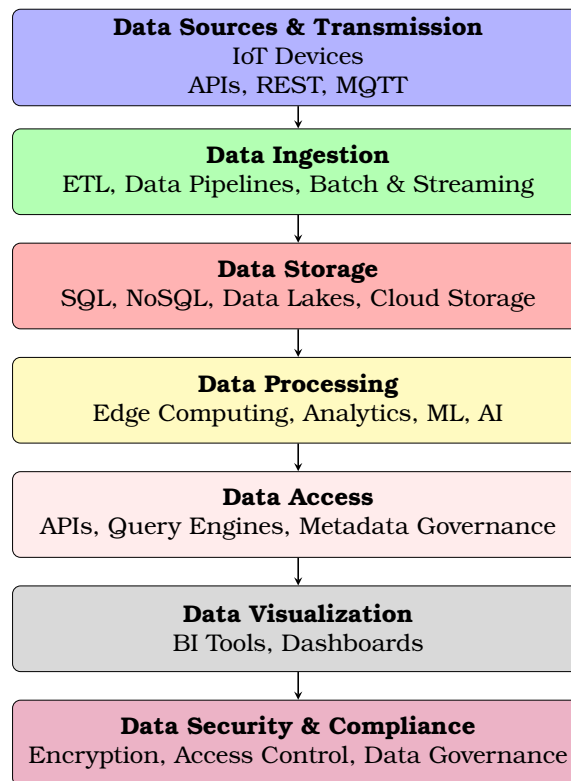 Data Sources & Transmission
IoT Devices
APIs, REST, MQTT
Data Ingestion
ETL, Data Pipelines, Batch & Streaming
Data Storage
SQL, NoSQL, Data Lakes, Cloud Storage
Data Processing
Edge Computing, Analytics, ML, AI
Data Access
APIs, Query Engines, Metadata Governance
Data Visualization
BI Tools, Dashboards
Data Security & Compliance
Encryption, Access Control, Data Governance